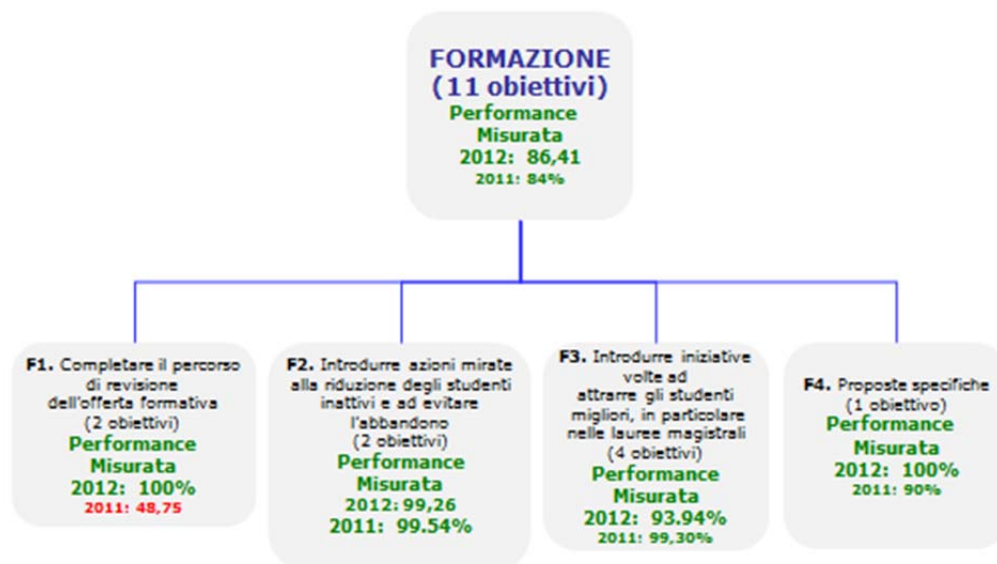 FORMAZIONE
(11 obiettivi)
Performance
Misurata
2012: 86,41
2011: 84%
F1. Completare il percorso
di revisione
dell'offerta formativa
(2 obiettivi)
Performance
Misurata
2012: 100%
2011: 48,75
F2. Introdurre azioni mirate
alla riduzione degli studenti
inattivi e ad evitare
l'abbandono
(2 obiettivi)
Performance
Misurata
2012: 99,26
2011: 99.54%
F3. Introdurre iniziative
volte ad
attrarre gli studenti
migliori, in particolare
nelle lauree magistrali
(4 obiettivi)
Performance
Misurata
2012: 93.94%
2011: 99,30%
F4. Proposte specifiche
(1 obiettivo)
Performance
Misurata
2012: 100%
2011: 90%